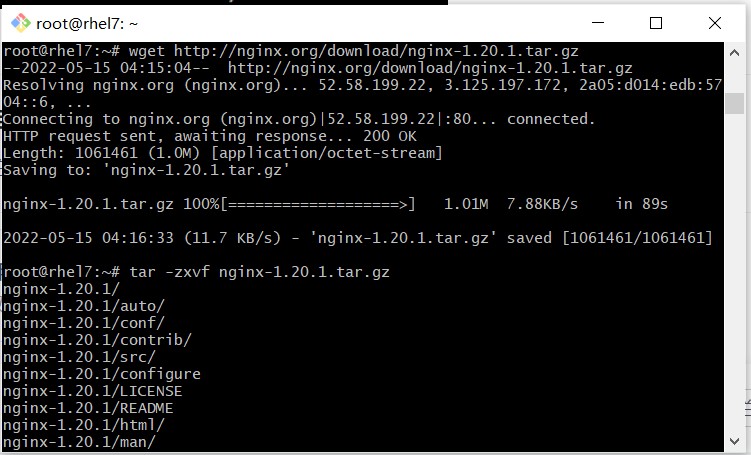 root@rhel7: ~
root@rhel7:~# wget http://nginx.org/download/nginx-1.20.1.tar.gz
--2022-05-15 04:15:04--  http://nginx.org/download/nginx-1.20.1.tar.gz
Resolving nginx.org (nginx.org)... 52.58.199.22, 3.125.197.172, 2a05:d014:edb:57
04::6, ...
Connecting to nginx.org (nginx.org)|52.58.199.22|:80... connected.
HTTP request sent, awaiting response... 200 OK
Length: 1061461 (1.0M) [application/octet-stream]
Saving to: 'nginx-1.20.1.tar.gz'
nginx-1.20.1.tar.gz 100%[===================>]   1.01M  7.88KB/s    in 89s
2022-05-15 04:16:33 (11.7 KB/s) - 'nginx-1.20.1.tar.gz' saved [1061461/1061461]
root@rhel7:~# tar -zxvf nginx-1.20.1.tar.gz
nginx-1.20.1/
nginx-1.20.1/auto/
nginx-1.20.1/conf/
nginx-1.20.1/contrib/
nginx-1.20.1/src/
nginx-1.20.1/configure
nginx-1.20.1/LICENSE
nginx-1.20.1/README
nginx-1.20.1/html/
nginx-1.20.1/man/